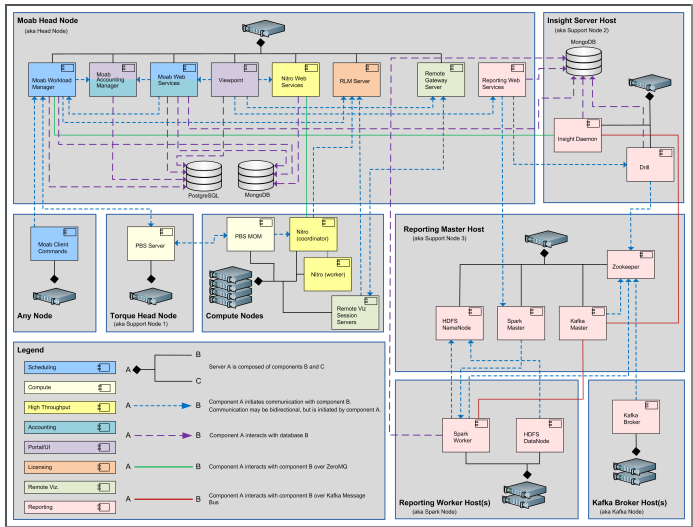 Moab Head Node
(aka Head Node)
Insight Server Host
(aka Support Node 2)
MongoDB
Moab Workload
Manager
Moab
Accounting
Manager
Moab Web
Services
Viewpoint
Nitro Web
Services
RLM Server
Remote
Gateway
Server
Reporting Web
Services
Insight Daemon
Drill
PostgreSQL
MongoDB
Moab Client
Commands
Any Node
PBS Server
Torque Head Node
(aka Support Node 1)
PBS MOM
Nitro
(coordinator)
Nitro (worker)
Remote Viz
Session
Servers
Compute Nodes
Reporting Master Host
(aka Support Node 3)
Zookeeper
HDFS
NameNode
Spark
Master
Kafka
Master
Spark
Worker
HDFS
DataNode
Reporting Worker Host(s)
(aka Spark Node)
Kafka
Broker
Kafka Broker Host(s)
(aka Kafka Node)
Legend
Scheduling
Compute
High Throughput
Accounting
Portal/UI
Licensing
Remote Viz.
Reporting
A B C Server A is composed of components B and C
A B Component A initiates communication with component B.
Communication may be bidirectional, but is initiated by component A.
A B Component A interacts with database B
A B Component A interacts with component B over ZeroMQ
A B Component A interacts with component B over Kafka Message
Bus